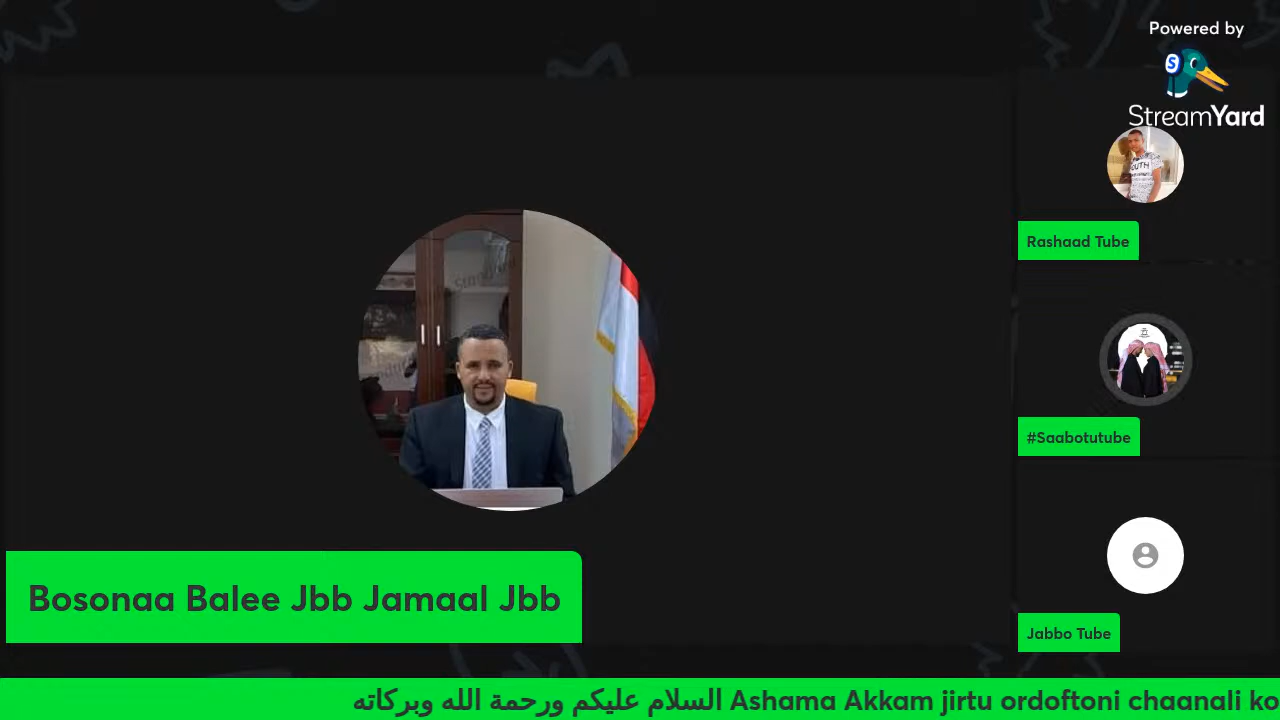 Powered by
StreamYard
Rashaad Tube
#Saabotutube
Jabbo Tube
Bosonaa Balee Jbb Jamaal Jbb
السلام عليكم ورحمة الله وبركاته Ashama Akkam jirtu ordoftoni chaanali ko